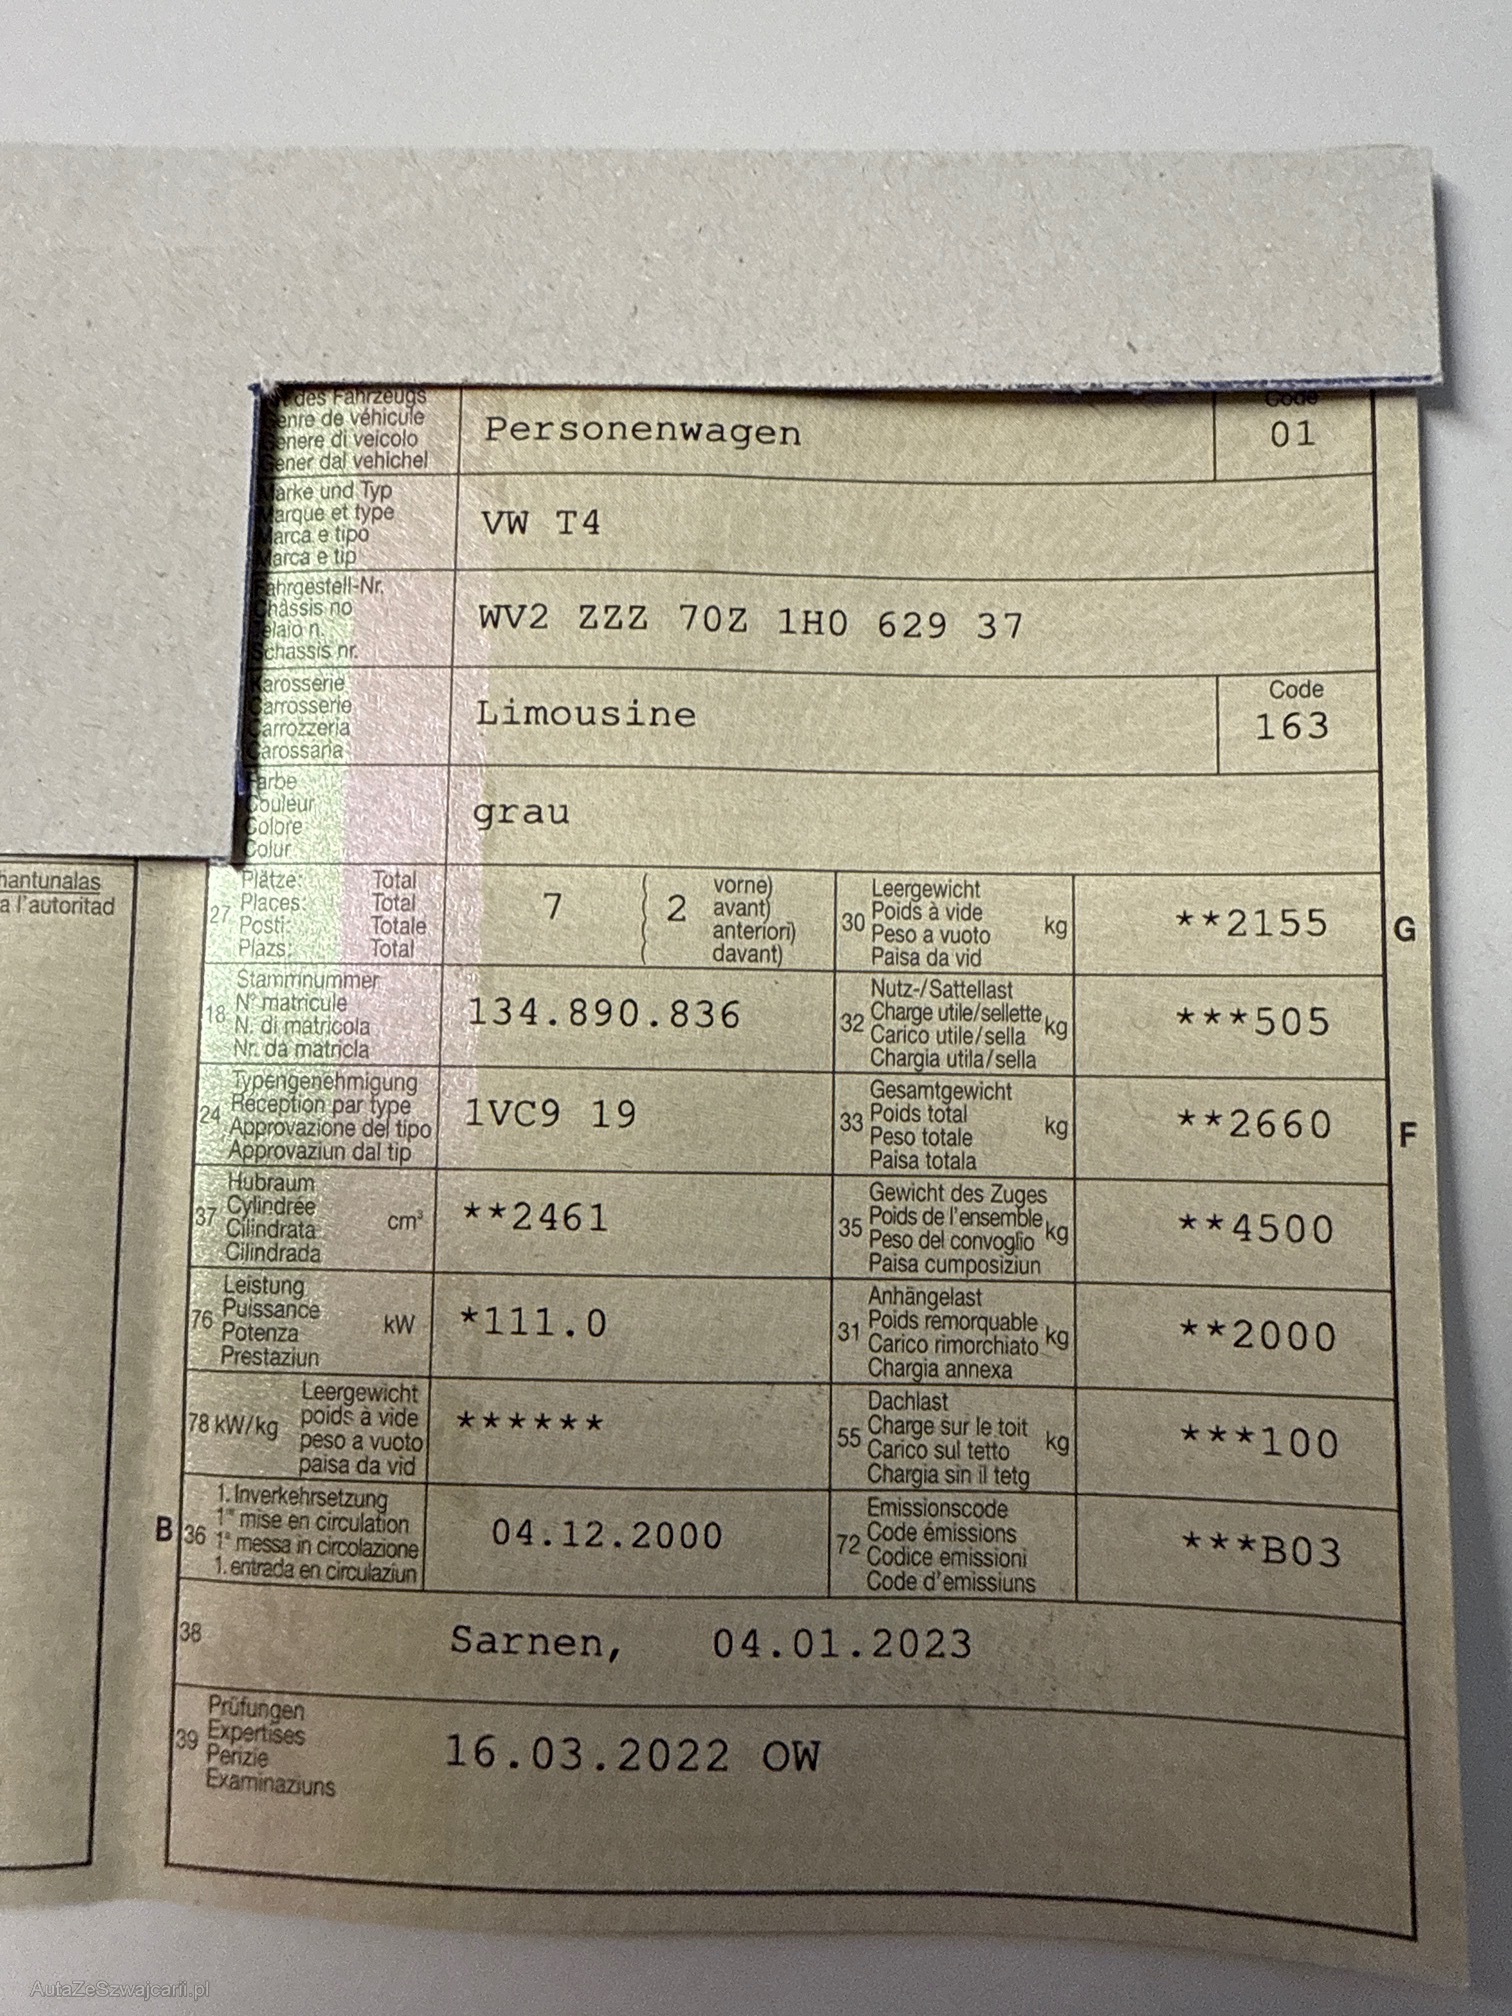 des Fahrzeugs
Genre de véhicule
Genere di veicolo
Gener dal vehichel
Personenwagen
Code
01
Marke und Typ
Marque et type
Marca e tipo
Marca e tip
VW T4
Fahrgestell-Nr.
Châssis no
Telaio n.
Schassis nr.
WV2 ZZZ 70Z 1H0 629 37
Karosserie
Carrosserie
Carrozzeria
Carossaria
Limousine
Code
163
Farbe
Couleur
Colore
Colur
grau
hantunalas
a l'autoritad
27
Plätze: Total
Places: Total
Posti: Totale
Plazs: Total
7 2
vorne)
avant)
anteriori)
davant)
30
Leergewicht
Poids à vide
Peso a vuoto
Paisa da vid
kg
**2155
G
18
Stammnummer
N° matricule
N. di matricola
Nr. da matricla
134.890.836
32
Nutz-/Sattellast
Charge utile/sellette
Carico utile/sella
Chargia utila/sella
kg
***505
24
Typengenehmigung
Réception par type
Approvazione del tipo
Approvaziun dal tip
1VC9 19
33
Gesamtgewicht
Poids total
Peso totale
Paisa totala
kg
**2660
F
37
Hubraum
Cylindrée
Cilindrata
Cilindrada
cm³
**2461
35
Gewicht des Zuges
Poids de l'ensemble
Peso del convoglio
Paisa cumposiziun
kg
**4500
76
Leistung
Puissance
Potenza
Prestaziun
kW
*111.0
31
Anhängelast
Poids remorquable
Carico rimorchiato
Chargia annexa
kg
**2000
78 kW/kg
Leergewicht
poids à vide
peso a vuoto
paisa da vid
******
55
Dachlast
Charge sur le toit
Carico sul tetto
Chargia sin il tetg
kg
***100
B
36
1. Inverkehrsetzung
1re mise en circulation
1a messa in circolazione
1. entrada en circulaziun
04.12.2000
72
Emissionscode
Code émissions
Codice emissioni
Code d'emissiuns
***B03
38
Sarnen, 04.01.2023
39
Prüfungen
Expertises
Perizie
Examinaziuns
16.03.2022 OW
AutaZeSzwajcarii.pl